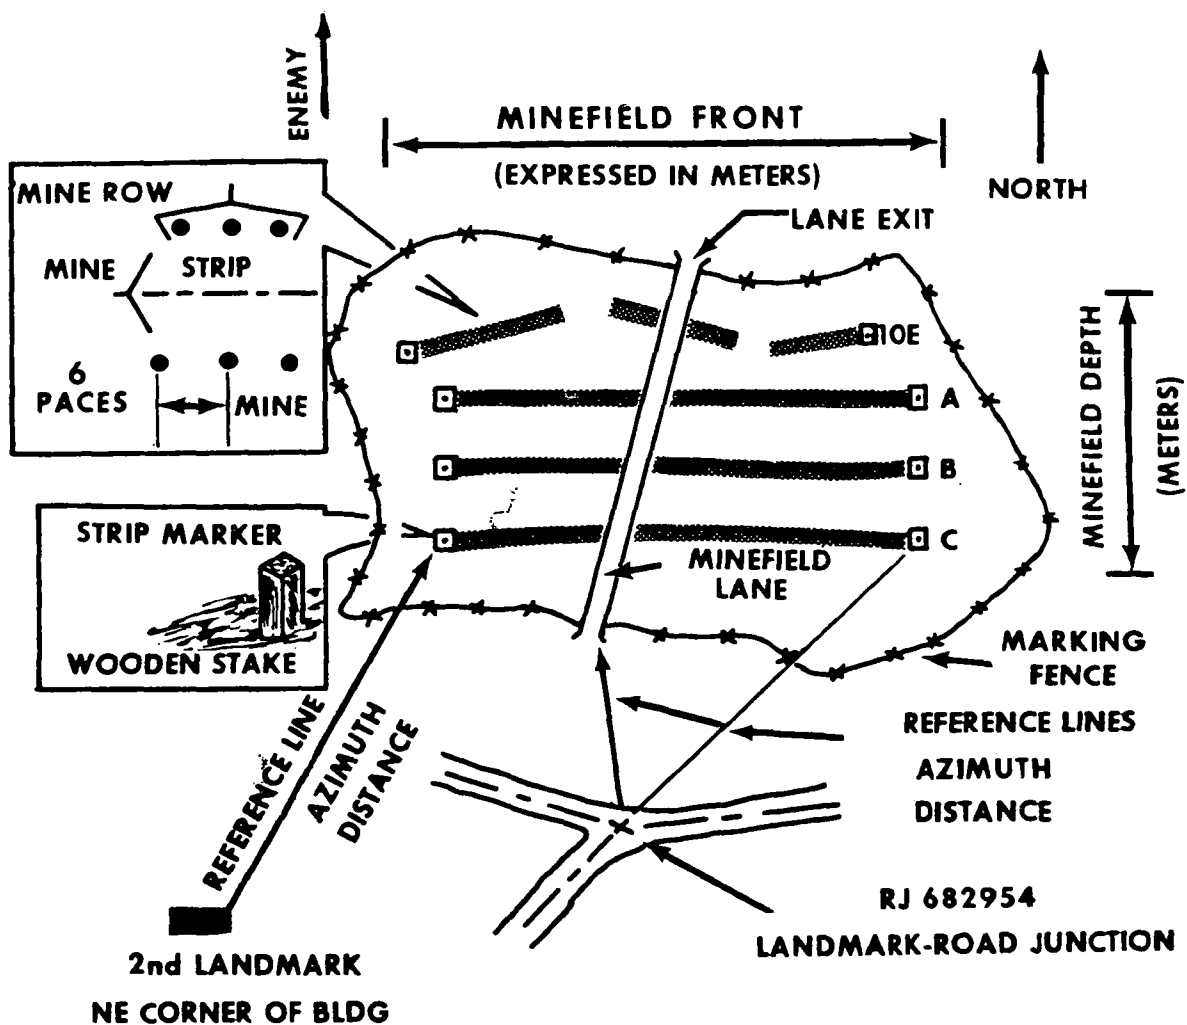 ENEMY
MINEFIELD FRONT
(EXPRESSED IN METERS)
NORTH
LANE EXIT
MINE ROW
MINE
STRIP
6
PACES
MINE
10E
A
B
C
MINEFIELD DEPTH
(METERS)
STRIP MARKER
WOODEN STAKE
MINEFIELD
LANE
MARKING
FENCE
REFERENCE LINE
AZIMUTH
DISTANCE
REFERENCE LINES
AZIMUTH
DISTANCE
RJ 682954
LANDMARK-ROAD JUNCTION
2nd LANDMARK
NE CORNER OF BLDG